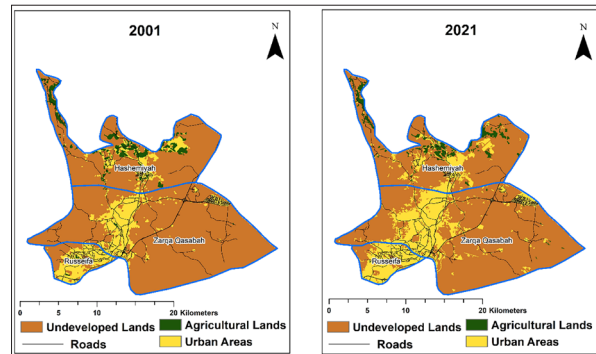 2001
N
Hashemiyah
Zarqa Qasabah
Russeifa
0 5 10 20
Kilometers
Undeveloped Lands
Agricultural Lands
Roads
Urban Areas
2021
N
Hashemiyah
Zarqa Qasabah
Russeifa
0 5 10 20
Kilometers
Undeveloped Lands
Agricultural Lands
Roads
Urban Areas